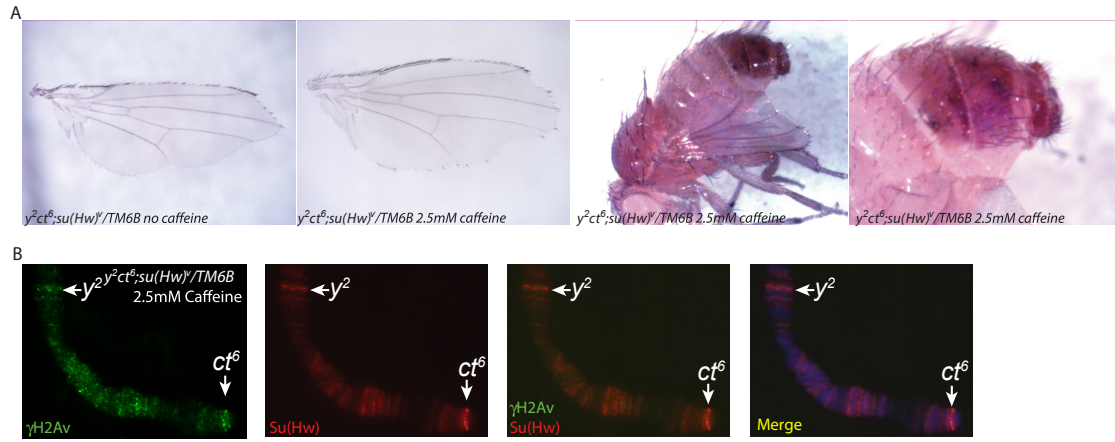 A
y²ct⁶;su(Hw)ᵛ/TM6B no caffeine
y²ct⁶;su(Hw)ᵛ/TM6B 2.5mM caffeine
y²ct⁶;su(Hw)ᵛ/TM6B 2.5mM caffeine
y²ct⁶;su(Hw)ᵛ/TM6B 2.5mM caffeine
B
y²
y²ct⁶;su(Hw)ᵛ/TM6B
2.5mM Caffeine
ct⁶
γH2Av
y²
ct⁶
Su(Hw)
y²
ct⁶
γH2Av
Su(Hw)
y²
ct⁶
Merge